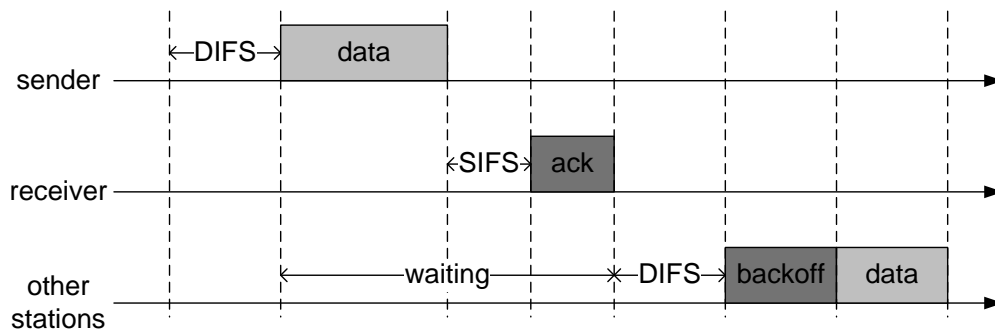 DIFS
data
sender
SIFS
ack
receiver
waiting
DIFS
backoff
data
other
stations